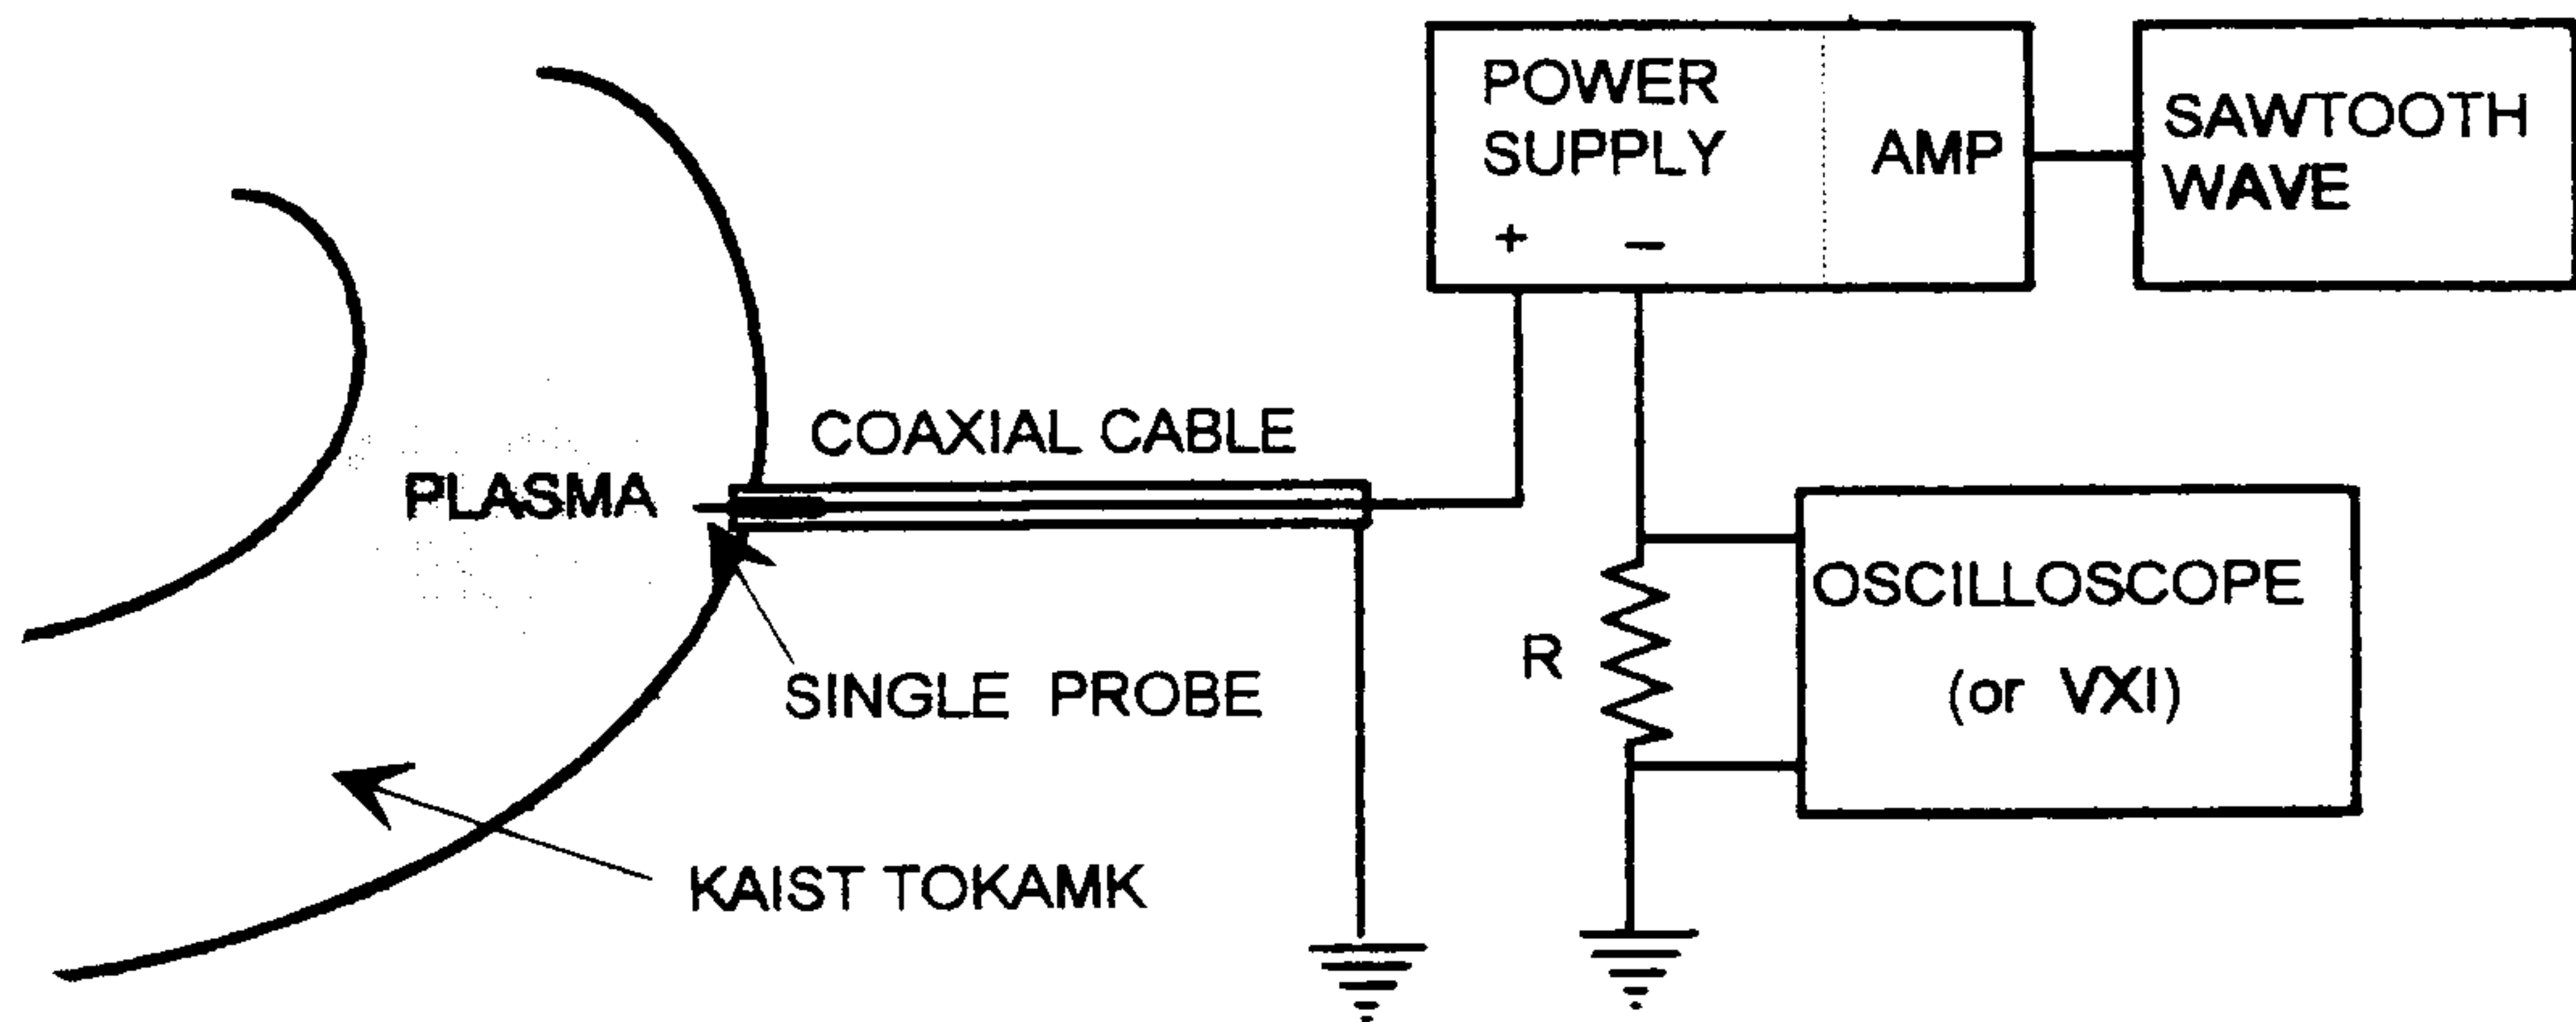 POWER
SUPPLY
AMP
+ −
SAWTOOTH
WAVE
COAXIAL CABLE
PLASMA
OSCILLOSCOPE
(or VXI)
R
SINGLE PROBE
KAIST TOKAMK